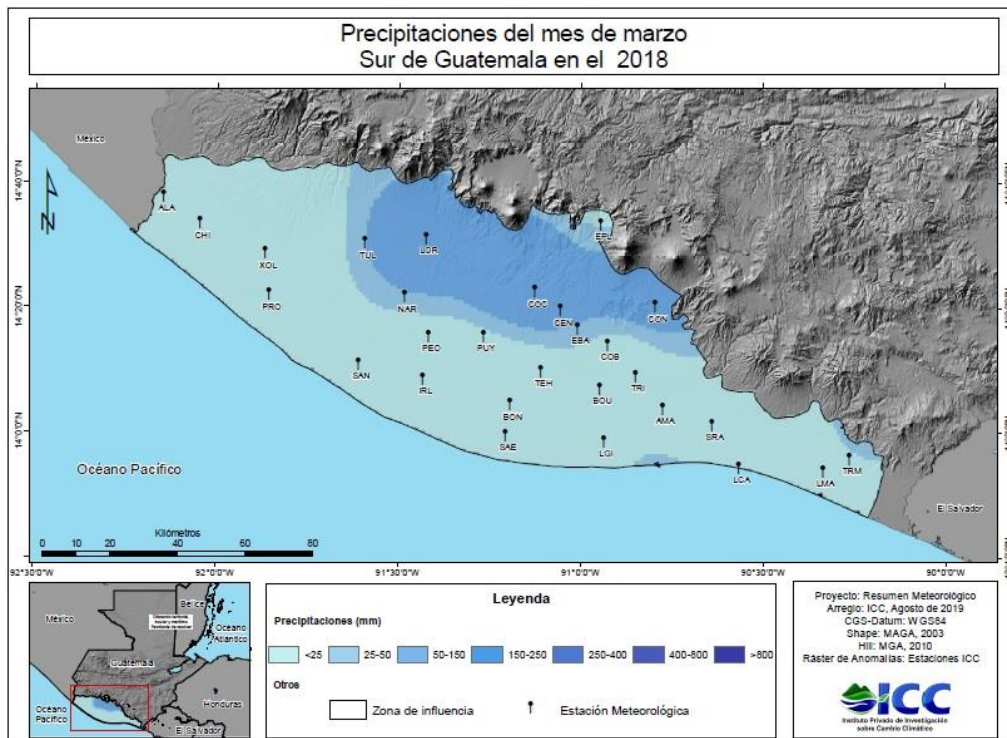 Precipitaciones del mes de marzo
Sur de Guatemala en el 2018
México
14°40'0"N
14°20'0"N
14°0'0"N
ALA
CHI
XOL
PRO
TUL
LOR
NAR
EPL
COC
CEN
CON
EBA
COB
PEO
PUY
SAN
IRL
TEH
BOU
TRI
BON
AMA
SAE
LGI
SRA
LCA
LMA
TRM
Océano Pacífico
El Salvador
Kilómetros
0 10 20 40 60 80
92°30'0"W 92°0'0"W 91°30'0"W 91°0'0"W 90°30'0"W 90°0'0"W
México
Belice
Océano
Atlántico
Guatemala
Honduras
Océano
Pacífico
El Salvador
Leyenda
Precipitaciones (mm)
<25 25-50 50-150 150-250 250-400 400-800 >800
Otros
Zona de influencia
Estación Meteorológica
Proyecto: Resumen Meteorológico
Arreglo: ICC, Agosto de 2019
CGS-Datum: WGS84
Shape: MAGA, 2003
Hill: MGA, 2010
Ráster de Anomalías: Estaciones ICC
ICC
Instituto Privado de Investigación
sobre Cambio Climático